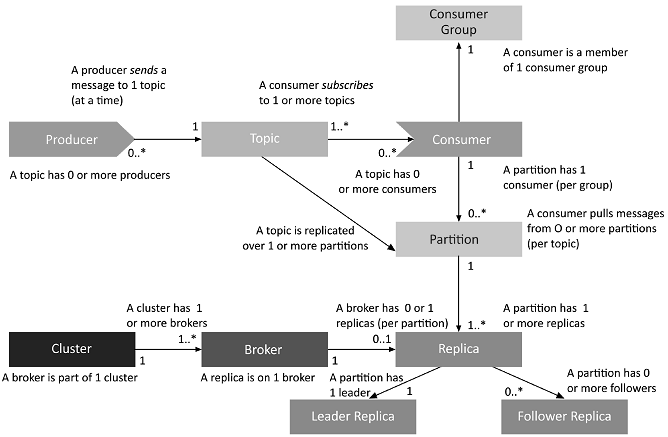 Consumer
Group
1
A consumer is a member
of 1 consumer group
A producer sends a
message to 1 topic
(at a time)
A consumer subscribes
to 1 or more topics
Producer
1
0..*
Topic
1..*
0..*
Consumer
A topic has 0 or more producers
A topic has 0
or more consumers
1
A partition has 1
consumer (per group)
0..*
A consumer pulls messages
from O or more partitions
(per topic)
A topic is replicated
over 1 or more partitions
Partition
1
A cluster has 1
or more brokers
A broker has 0 or 1
replicas (per partition)
A partition has 1
or more replicas
1..*
0..1
1..*
Cluster
Broker
Replica
1
1
A broker is part of 1 cluster
A replica is on 1 broker
A partition has
1 leader
1
0..*
A partition has 0
or more followers
Leader Replica
Follower Replica